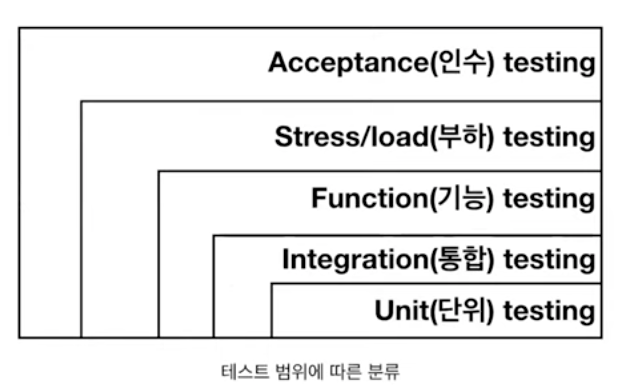 Acceptance(인수) testing
Stress/load(부하) testing
Function(기능) testing
Integration(통합) testing
Unit(단위) testing
테스트 범위에 따른 분류